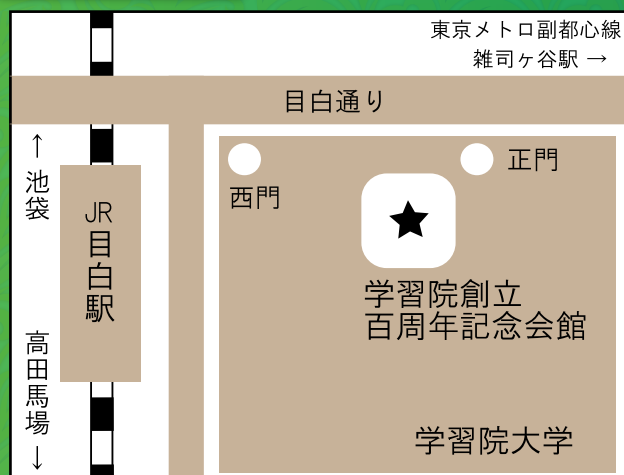 東京メトロ副都心線
雑司ヶ谷駅 →
目白通り
← 池袋
JR目白駅
高田馬場 →
西門
正門
学習院創立
百周年記念会館
学習院大学